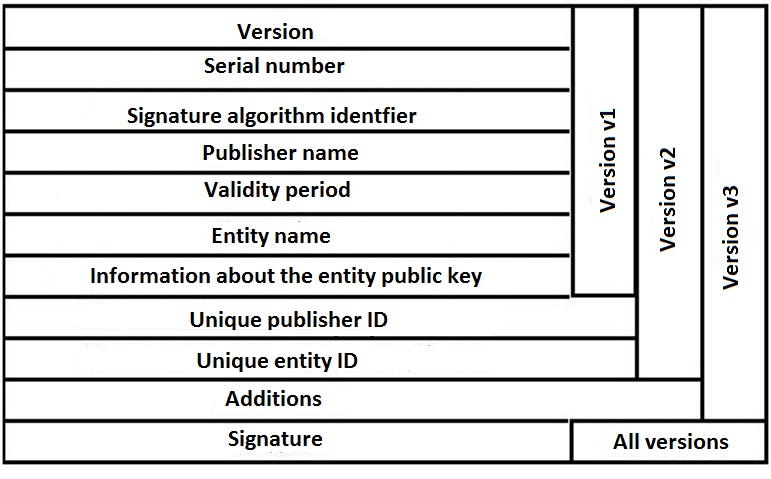 Version
Serial number
Signature algorithm identfier
Publisher name
Validity period
Entity name
Information about the entity public key
Unique publisher ID
Unique entity ID
Additions
Signature
Version v1
Version v2
Version v3
All versions